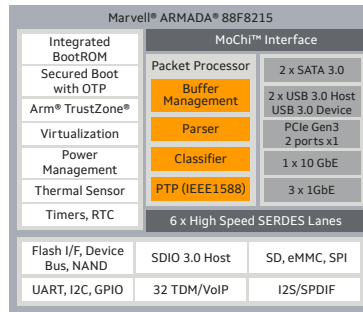 Marvell® ARMADA® 88F8215
Integrated
BootROM
Secured Boot
with OTP
Arm® TrustZone®
Virtualization
Power
Management
Thermal Sensor
Timers, RTC
MoChi™ Interface
Packet Processor
Buffer
Management
Parser
Classifier
PTP (IEEE1588)
2 x SATA 3.0
2 x USB 3.0 Host
USB 3.0 Device
PCIe Gen3
2 ports x1
1 x 10 GbE
3 x 1GbE
6 x High Speed SERDES Lanes
Flash I/F, Device
Bus, NAND
SDIO 3.0 Host
SD, eMMC, SPI
UART, I2C, GPIO
32 TDM/VoIP
I2S/SPDIF